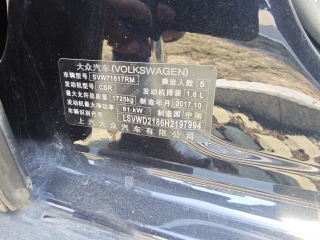 大众汽车(VOLKSWAGEN)
车辆型号 SVW71617RM 乘坐人数 5
发动机型号 CSR 发动机排量 1.6 L
最大允许总质量 1725kg 制造年月 2017.10
发动机最大净功率 81 kW 制造国 中国
车辆识别代号 LSVWD2186H2197994
上汽大众汽车有限公司